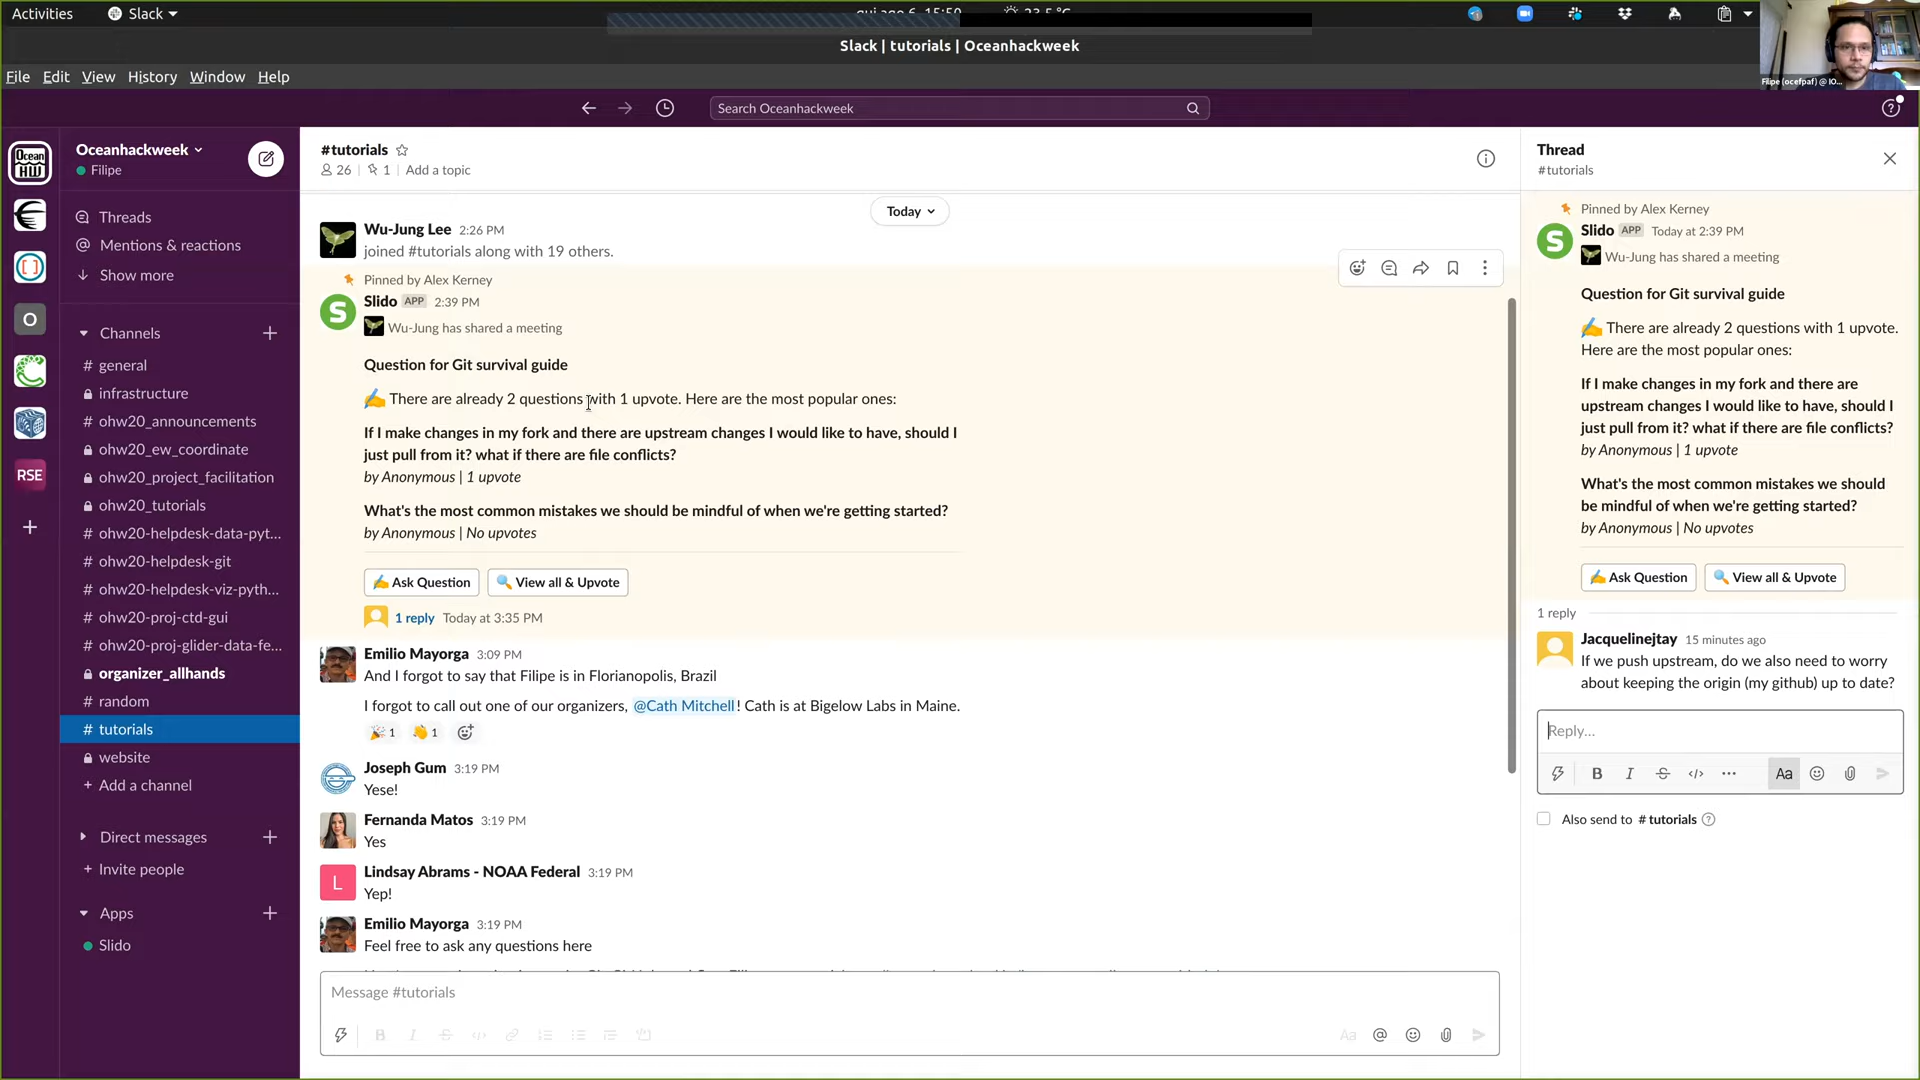 Activities
Slack
qui ago 6, 15:50
23.5 °C
Slack | tutorials | Oceanhackweek
Filipe (ocefpaf) @ IO...
File Edit View History Window Help
Search Oceanhackweek
Ocean HW
O
RSE
Oceanhackweek
Filipe
Threads
Mentions & reactions
Show more
Channels
# general
infrastructure
# ohw20_announcements
ohw20_ew_coordinate
ohw20_project_facilitation
ohw20_tutorials
# ohw20-helpdesk-data-pyt...
# ohw20-helpdesk-git
# ohw20-helpdesk-viz-pyth...
# ohw20-proj-ctd-gui
# ohw20-proj-glider-data-fe...
organizer_allhands
# random
# tutorials
website
+ Add a channel
Direct messages
+ Invite people
Apps
Slido
#tutorials
26 | 1 | Add a topic
Today
Wu-Jung Lee 2:26 PM
joined #tutorials along with 19 others.
Pinned by Alex Kerney
Slido APP 2:39 PM
S
Wu-Jung has shared a meeting
Question for Git survival guide
✍️ There are already 2 questions with 1 upvote. Here are the most popular ones:
If I make changes in my fork and there are upstream changes I would like to have, should I
just pull from it? what if there are file conflicts?
by Anonymous | 1 upvote
What's the most common mistakes we should be mindful of when we're getting started?
by Anonymous | No upvotes
✍️ Ask Question
🔍 View all & Upvote
1 reply Today at 3:35 PM
Emilio Mayorga 3:09 PM
And I forgot to say that Filipe is in Florianopolis, Brazil
I forgot to call out one of our organizers, @Cath Mitchell! Cath is at Bigelow Labs in Maine.
🎉 1 👏 1
Joseph Gum 3:19 PM
Yese!
Fernanda Matos 3:19 PM
Yes
L
Lindsay Abrams - NOAA Federal 3:19 PM
Yep!
Emilio Mayorga 3:19 PM
Feel free to ask any questions here
Message #tutorials
Aa @
Thread
#tutorials
Pinned by Alex Kerney
S
Slido APP Today at 2:39 PM
Wu-Jung has shared a meeting
Question for Git survival guide
✍️ There are already 2 questions with 1 upvote.
Here are the most popular ones:
If I make changes in my fork and there are
upstream changes I would like to have, should I
just pull from it? what if there are file conflicts?
by Anonymous | 1 upvote
What's the most common mistakes we should
be mindful of when we're getting started?
by Anonymous | No upvotes
✍️ Ask Question
🔍 View all & Upvote
1 reply
Jacquelinejtay 15 minutes ago
If we push upstream, do we also need to worry
about keeping the origin (my github) up to date?
Reply...
B I S </> ... Aa
Also send to # tutorials